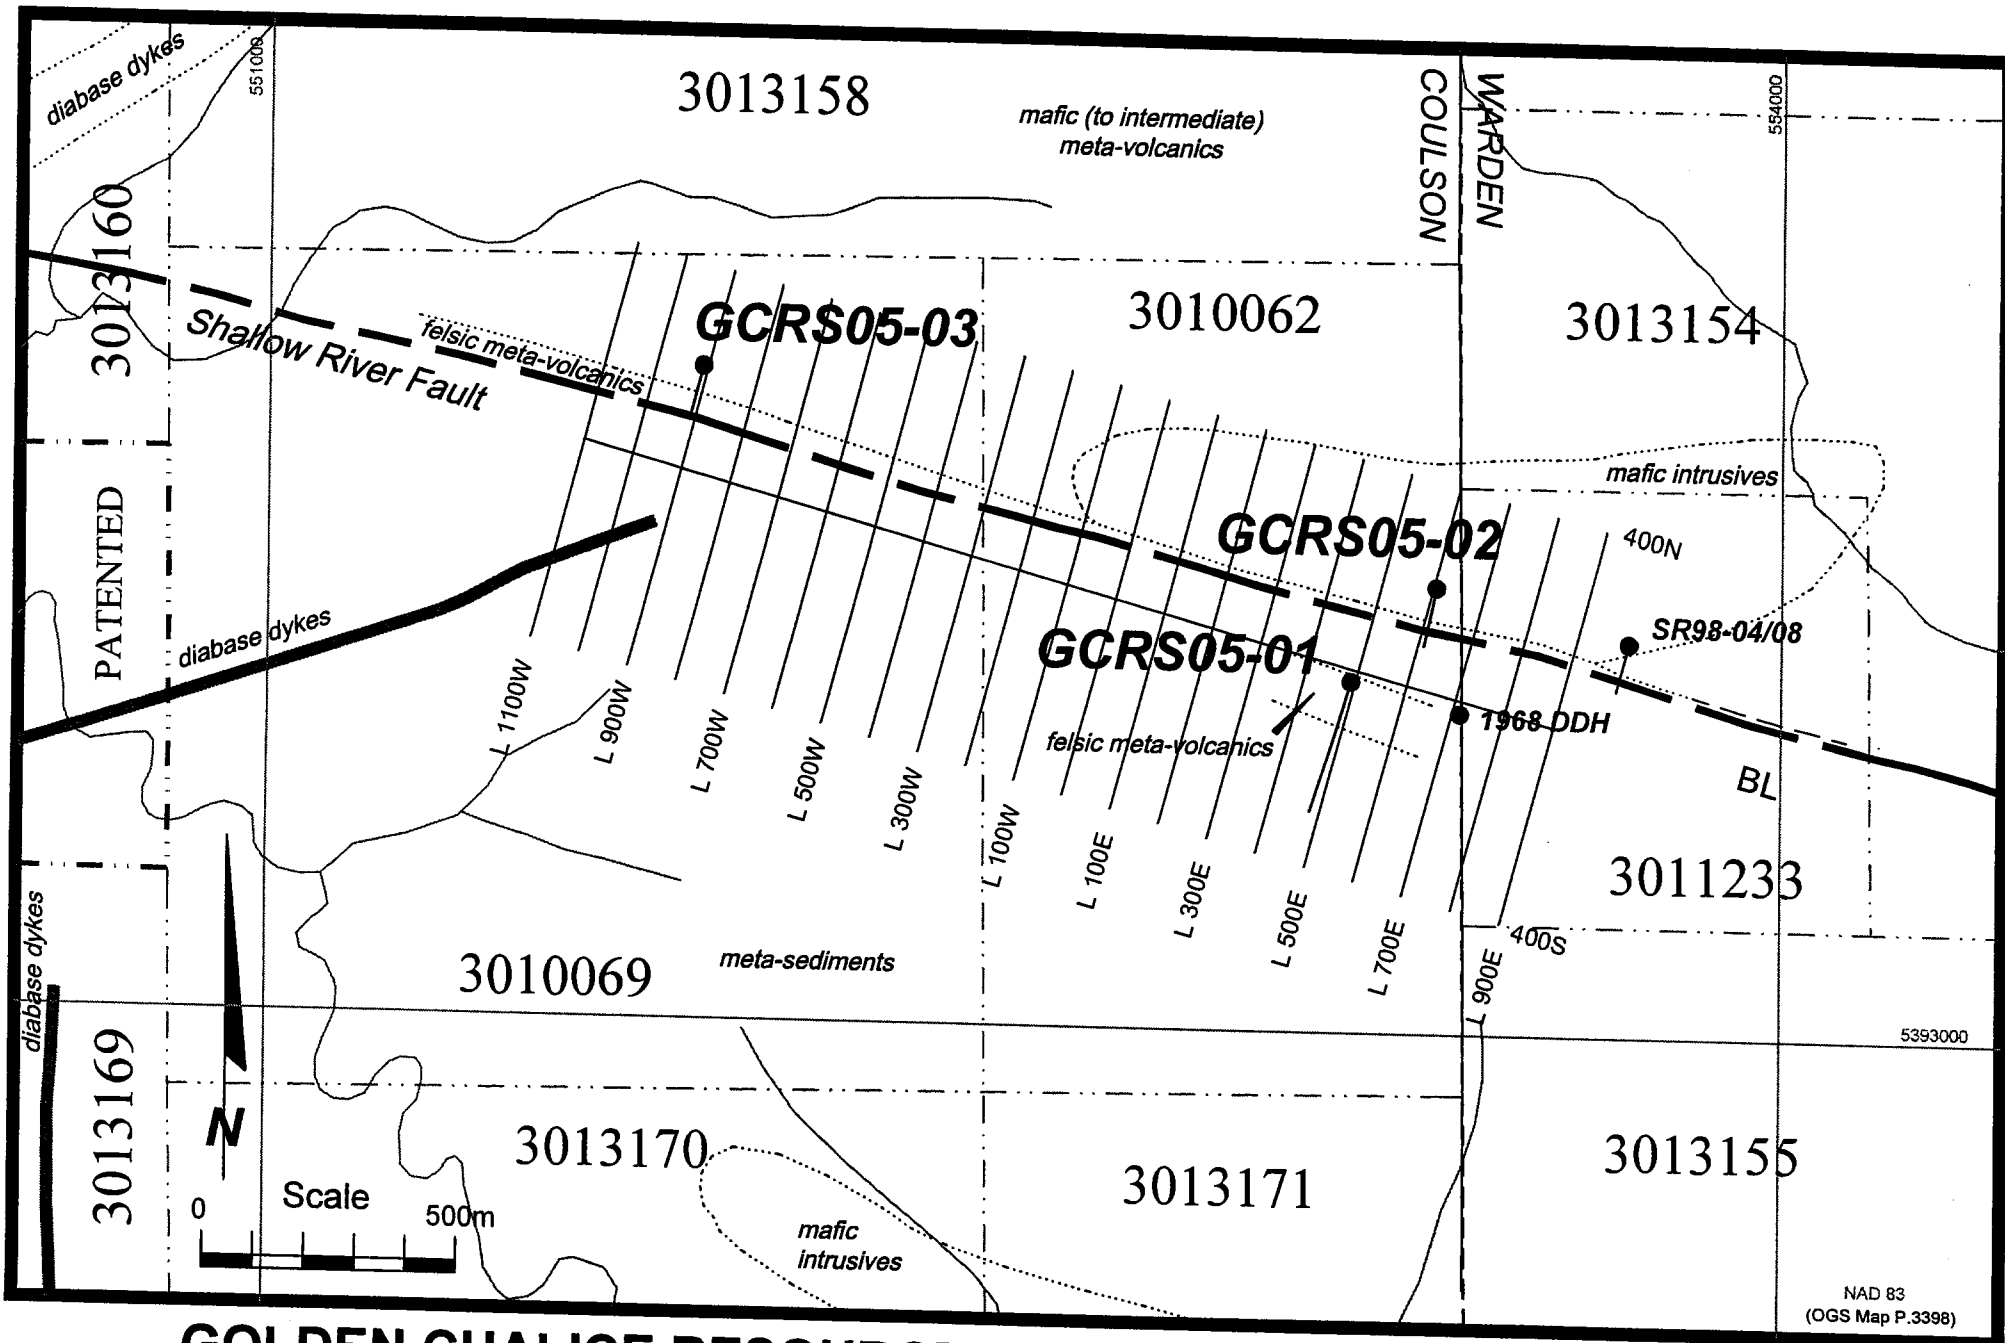 diabase dykes
551000
3013158
mafic (to intermediate)
meta-volcanics
COULSON
WARDEN
554000
3013160
Shallow River Fault
felsic meta-volcanics
GCRS05-03
3010062
3013154
mafic intrusives
PATENTED
GCRS05-02
400N
diabase dykes
GCRS05-01
SR98-04/08
1968 DDH
felsic meta-volcanics
BL
L 1100W
L 900W
L 700W
L 500W
L 300W
L 100W
L 100E
L 300E
L 500E
L 700E
L 900E
400S
3011233
diabase dykes
3010069
meta-sediments
5393000
3013169
N
3013170
3013171
3013155
Scale
0
500m
mafic
intrusives
NAD 83
(OGS Map P.3398)
GOLDEN CHALICE